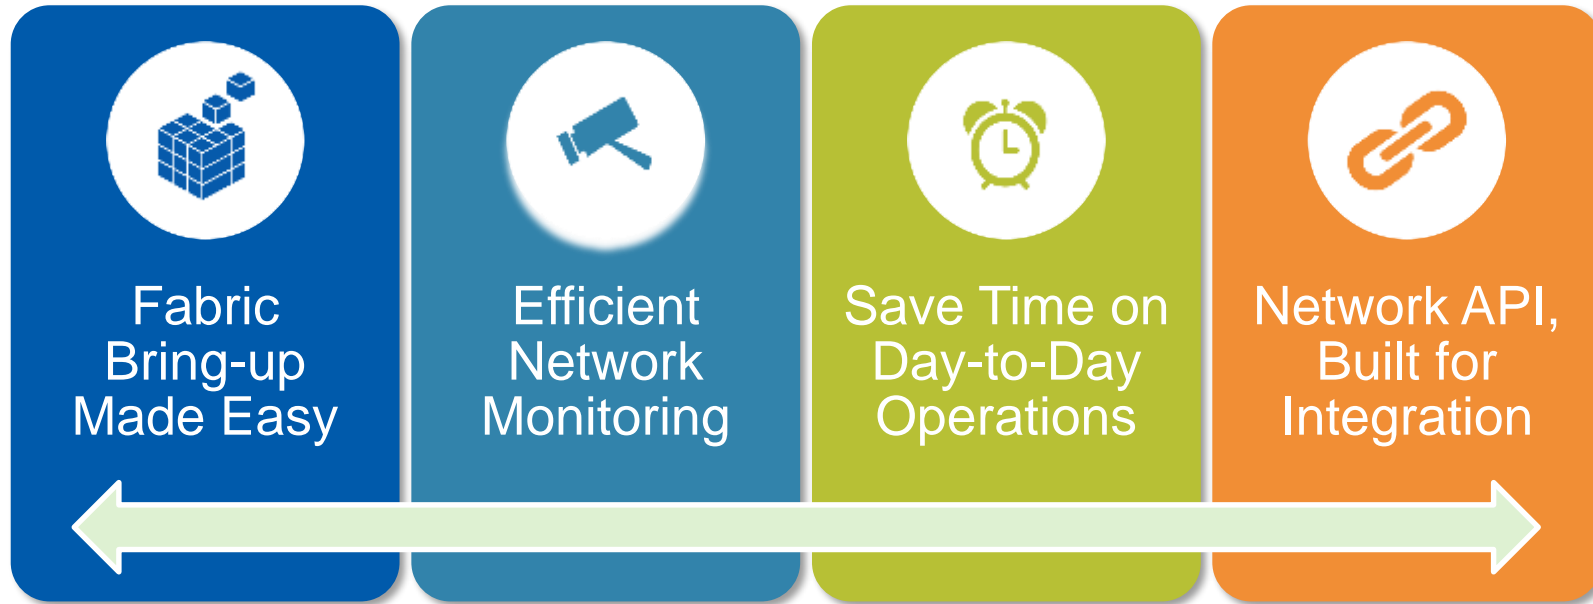 Fabric
Bring-up
Made Easy
Efficient
Network
Monitoring
Save Time on
Day-to-Day
Operations
Network API,
Built for
Integration